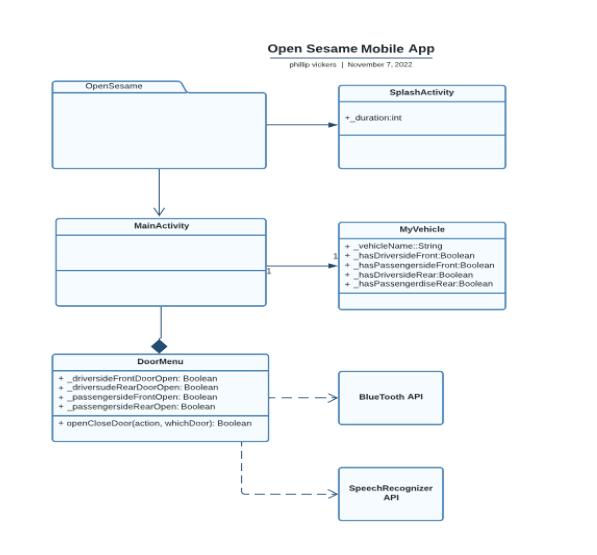 Open Sesame Mobile App
phillip vickers | November 7, 2022
OpenSesame
SplashActivity
+_duration:int
MainActivity
1
1
MyVehicle
+ _vehicleName::String
+ _hasDriversideFront:Boolean
+ _hasPassengersideFront:Boolean
+ _hasDriversideRear:Boolean
+ _hasPassengerdiseRear:Boolean
DoorMenu
+ _driversideFrontDoorOpen: Boolean
+ _driversudeRearDoorOpen: Boolean
+ _passengersideFrontOpen: Boolean
+ _passengersideRearOpen: Boolean
+ openCloseDoor(action, whichDoor): Boolean
BlueTooth API
SpeechRecognizer
API